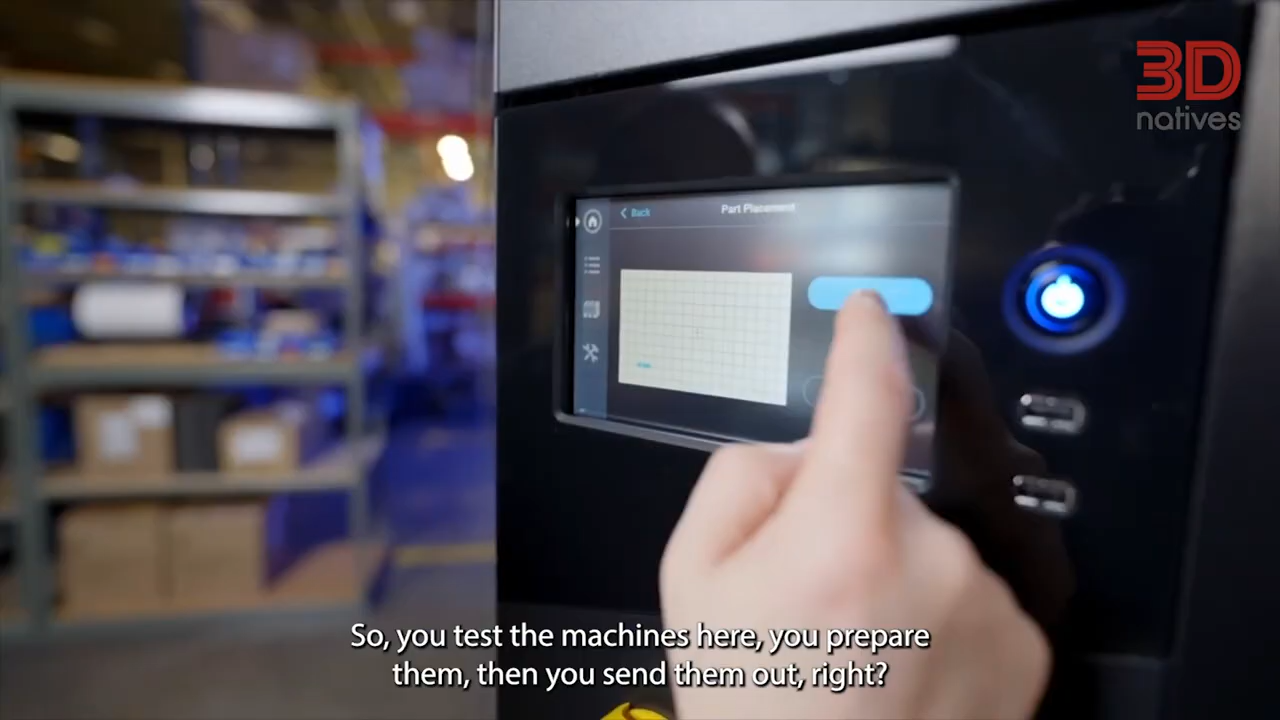 3D
natives
Back
Part Placement
So, you test the machines here, you prepare
them, then you send them out, right?